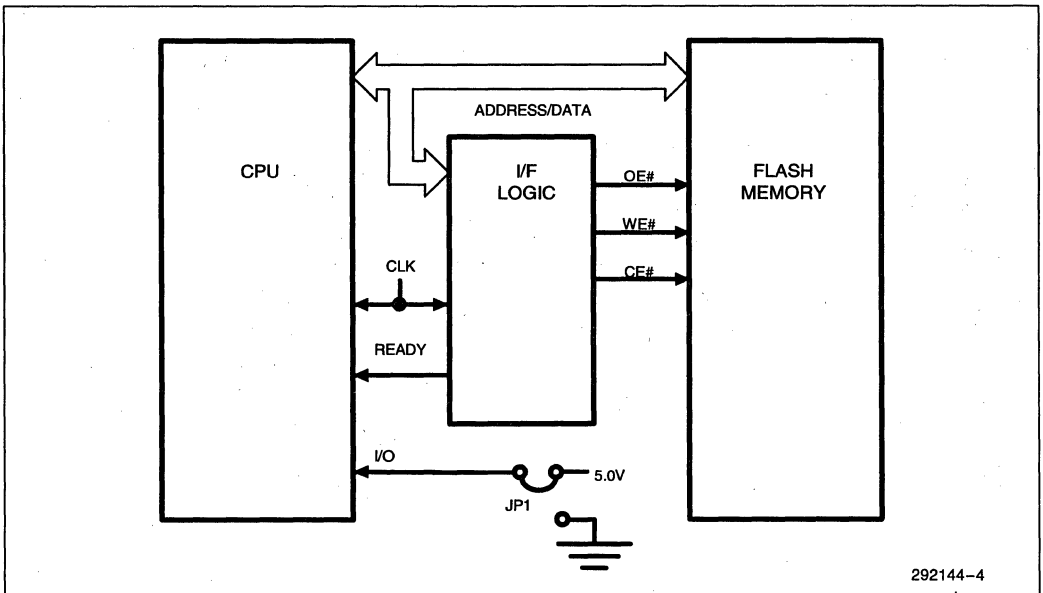 ADDRESS/DATA
CPU
I/F
LOGIC
FLASH
MEMORY
OE#
WE#
CE#
CLK
READY
I/O
5.0V
JP1
292144-4